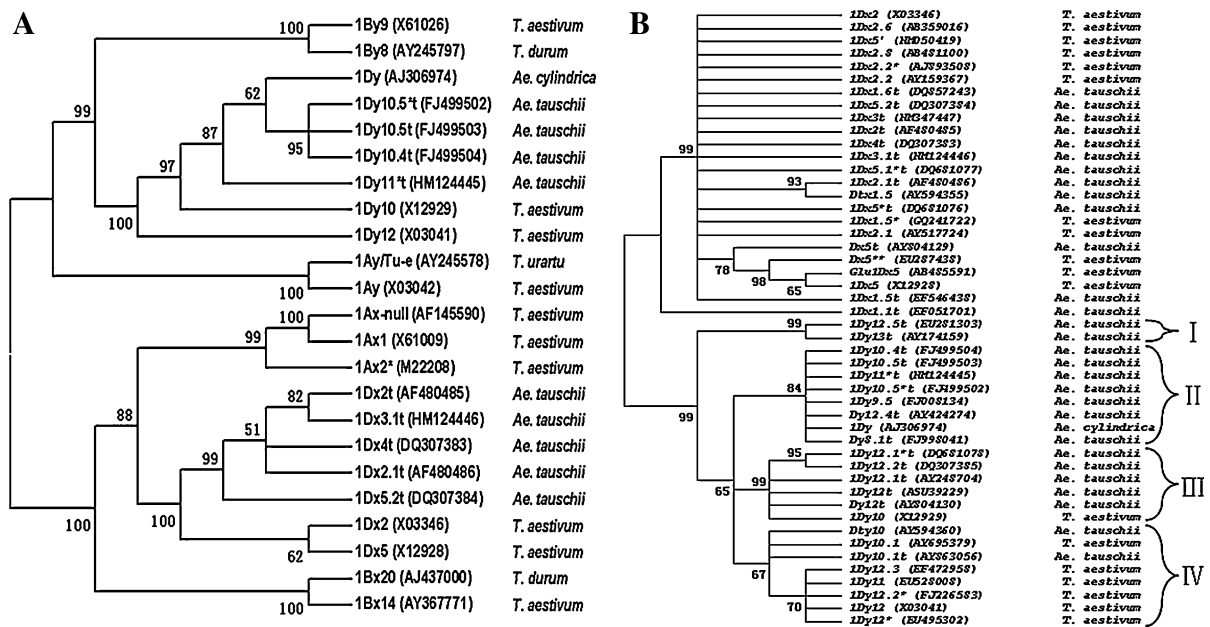 A
1By9 (X61026) T. aestivum
1By8 (AY245797) T. durum
1Dy (AJ306974) Ae. cylindrica
1Dy10.5*t (FJ499502) Ae. tauschii
1Dy10.5t (FJ499503) Ae. tauschii
1Dy10.4t (FJ499504) Ae. tauschii
1Dy11*t (HM124445) Ae. tauschii
1Dy10 (X12929) T. aestivum
1Dy12 (X03041) T. aestivum
1Ay/Tu-e (AY245578) T. urartu
1Ay (X03042) T. aestivum
1Ax-null (AF145590) T. aestivum
1Ax1 (X61009) T. aestivum
1Ax2* (M22208) T. aestivum
1Dx2t (AF480485) Ae. tauschii
1Dx3.1t (HM124446) Ae. tauschii
1Dx4t (DQ307383) Ae. tauschii
1Dx2.1t (AF480486) Ae. tauschii
1Dx5.2t (DQ307384) Ae. tauschii
1Dx2 (X03346) T. aestivum
1Dx5 (X12928) T. aestivum
1Bx20 (AJ437000) T. durum
1Bx14 (AY367771) T. aestivum
100
99
62
87
95
97
100
100
100
99
82
88
51
99
100
62
100
B
1Dx2 (X03346) T. aestivum
1Dx2.6 (AB359016) T. aestivum
1Dx5' (HM050419) T. aestivum
1Dx2.8 (AB481100) T. aestivum
1Dx2.2* (AJ893508) T. aestivum
1Dx2.2 (AY159367) T. aestivum
1Dx1.6t (DQ857243) Ae. tauschii
1Dx5.2t (DQ307384) Ae. tauschii
1Dx3t (HM347447) Ae. tauschii
1Dx2t (AF480485) Ae. tauschii
1Dx4t (DQ307383) Ae. tauschii
1Dx3.1t (HM124446) Ae. tauschii
1Dx5.1*t (DQ681077) Ae. tauschii
1Dx2.1t (AF480486) Ae. tauschii
Dtx1.5 (AY594355) Ae. tauschii
1Dx5*t (DQ681076) Ae. tauschii
1Dx1.5* (GQ241722) T. aestivum
1Dx2.1 (AY517724) T. aestivum
Dx5t (AY804129) Ae. tauschii
Dx5** (EU287438) T. aestivum
Glu1Dx5 (AB485591) T. aestivum
1Dx5 (X12928) T. aestivum
1Dx1.5t (EF546438) Ae. tauschii
1Dx1.1t (EF051701) Ae. tauschii
1Dy12.5t (EU281303) Ae. tauschii
1Dy13t (AY174159) Ae. tauschii
1Dy10.4t (FJ499504) Ae. tauschii
1Dy10.5t (FJ499503) Ae. tauschii
1Dy11*t (HM124445) Ae. tauschii
1Dy10.5*t (FJ499502) Ae. tauschii
1Dy9.5 (FJ008134) Ae. tauschii
Dy12.4t (AY424274) Ae. tauschii
1Dy (AJ306974) Ae. cylindrica
Dy8.1t (FJ998041) Ae. tauschii
1Dy12.1*t (DQ681078) Ae. tauschii
1Dy12.2t (DQ307385) Ae. tauschii
1Dy12.1t (AY248704) Ae. tauschii
1Dy12t (ASU39229) Ae. tauschii
Dy12t (AY804130) Ae. tauschii
1Dy10 (X12929) T. aestivum
Dty10 (AY594360) Ae. tauschii
1Dy10.1 (AY695379) T. aestivum
1Dy10.1t (AY863056) Ae. tauschii
1Dy12.3 (EF472958) T. aestivum
1Dy11 (EU528008) T. aestivum
1Dy12.2* (FJ226583) T. aestivum
1Dy12 (X03041) T. aestivum
1Dy12* (EU495302) T. aestivum
99
93
78
98
65
99
84
99
95
99
65
67
70
I
II
III
IV